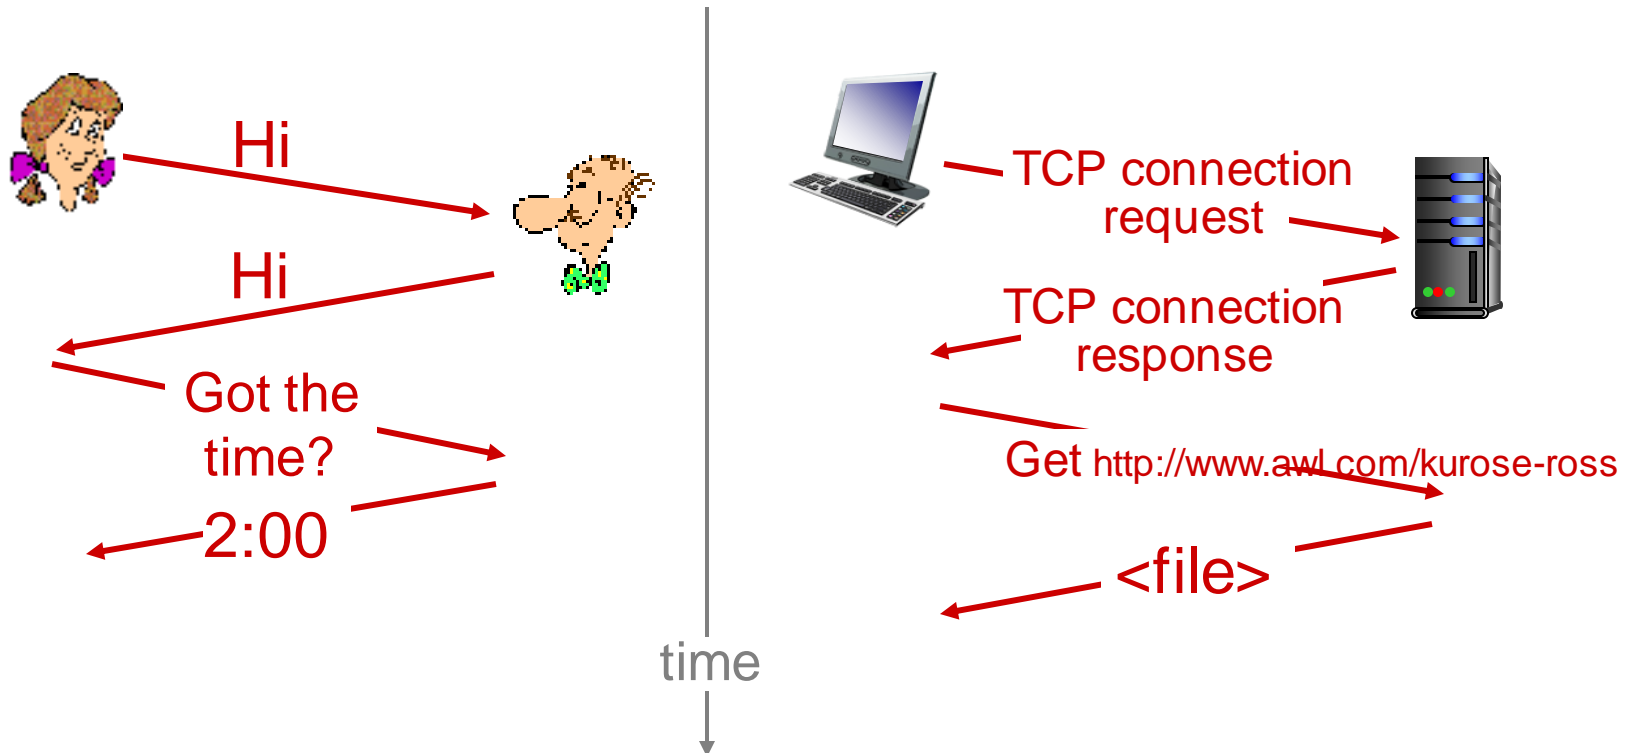 Hi
Hi
Got the
time?
2:00
time
TCP connection
request
TCP connection
response
Get http://www.awl.com/kurose-ross
<file>